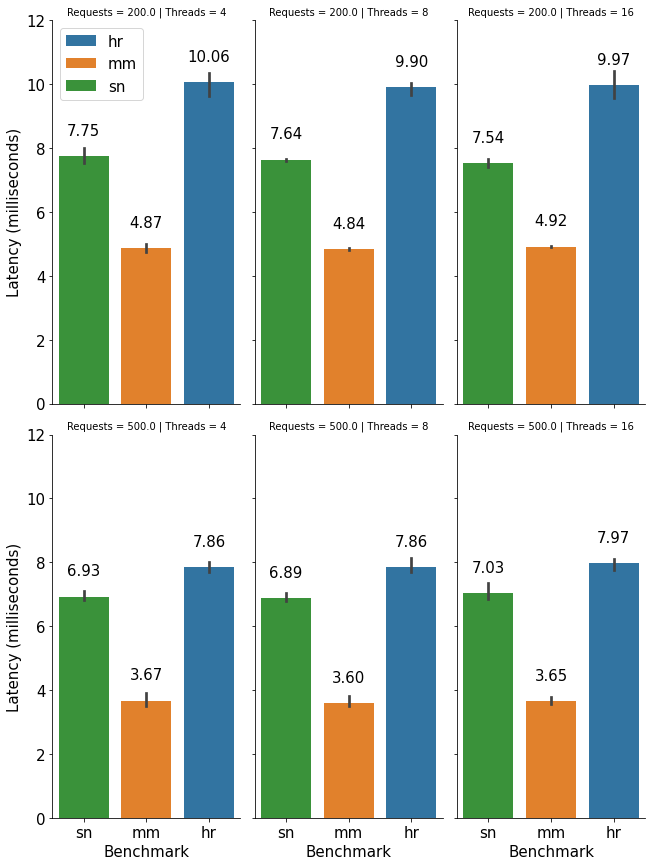 Requests = 200.0 | Threads = 4
Requests = 200.0 | Threads = 8
Requests = 200.0 | Threads = 16
Latency (milliseconds)
12
10
8
6
4
2
0
hr
mm
sn
7.75
4.87
10.06
7.64
4.84
9.90
7.54
4.92
9.97
Requests = 500.0 | Threads = 4
Requests = 500.0 | Threads = 8
Requests = 500.0 | Threads = 16
Latency (milliseconds)
12
10
8
6
4
2
0
6.93
3.67
7.86
6.89
3.60
7.86
7.03
3.65
7.97
sn mm hr
sn mm hr
sn mm hr
Benchmark
Benchmark
Benchmark